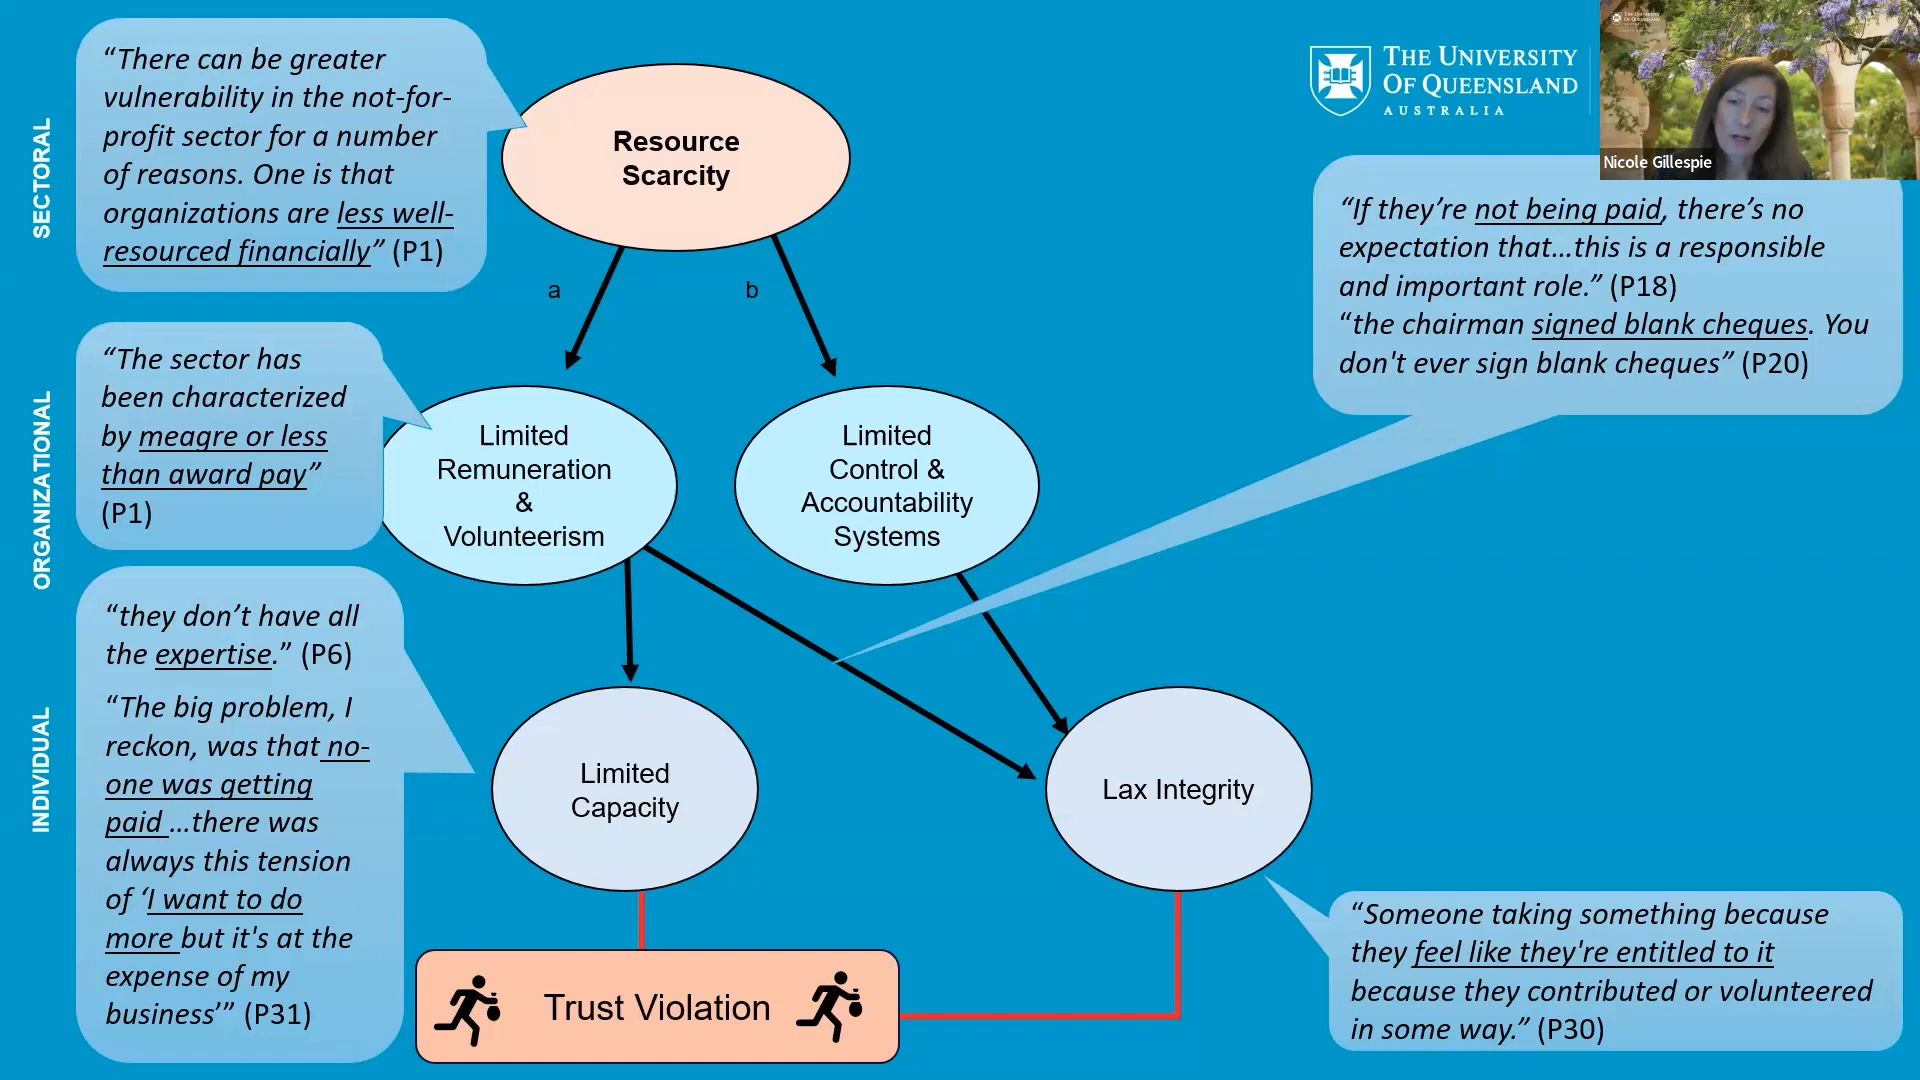 SECTORAL
“There can be greater
vulnerability in the not-for-
profit sector for a number
of reasons. One is that
organizations are less well-
resourced financially” (P1)
Resource
Scarcity
THE UNIVERSITY
OF QUEENSLAND
AUSTRALIA
Nicole Gillespie
“If they’re not being paid, there’s no
expectation that…this is a responsible
and important role.” (P18)
“the chairman signed blank cheques. You
don't ever sign blank cheques” (P20)
a
b
ORGANIZATIONAL
“The sector has
been characterized
by meagre or less
than award pay”
(P1)
Limited
Remuneration
&
Volunteerism
Limited
Control &
Accountability
Systems
INDIVIDUAL
“they don’t have all
the expertise.” (P6)
“The big problem, I
reckon, was that no-
one was getting
paid …there was
always this tension
of ‘I want to do
more but it's at the
expense of my
business’” (P31)
Limited
Capacity
Lax Integrity
Trust Violation
“Someone taking something because
they feel like they're entitled to it
because they contributed or volunteered
in some way.” (P30)